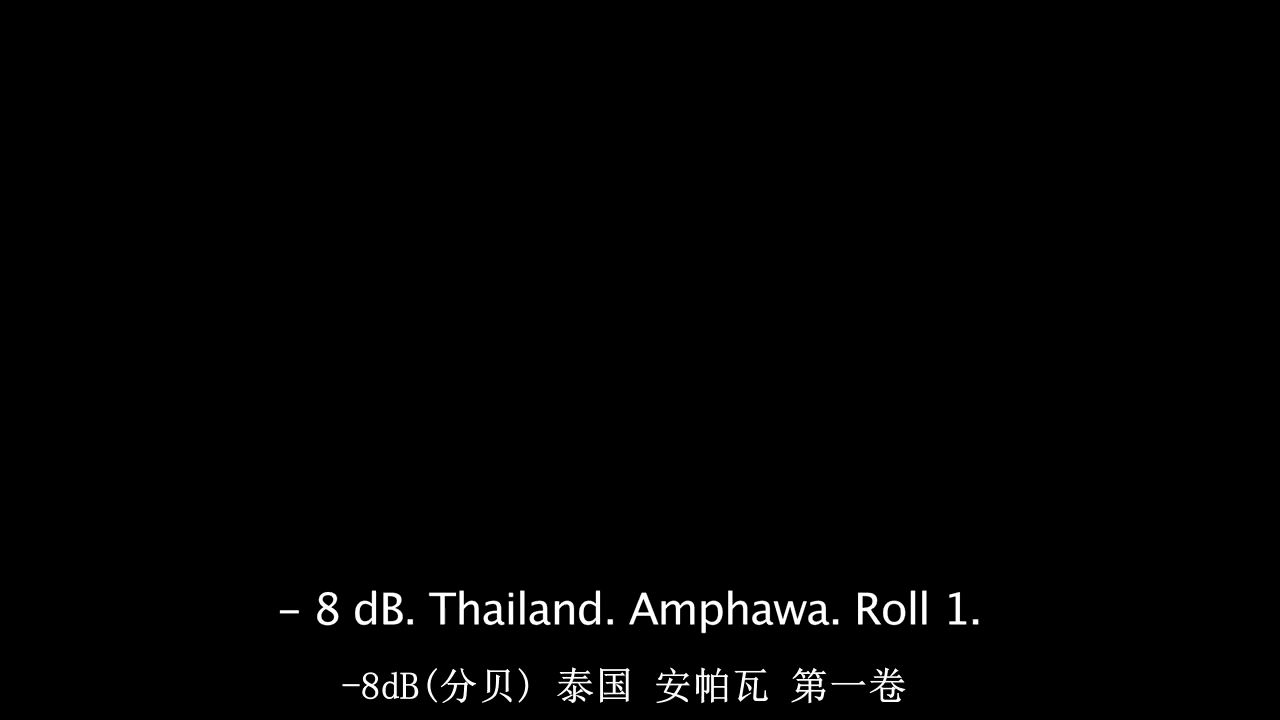 – 8 dB. Thailand. Amphawa. Roll 1.
-8dB(分贝) 泰国 安帕瓦 第一卷